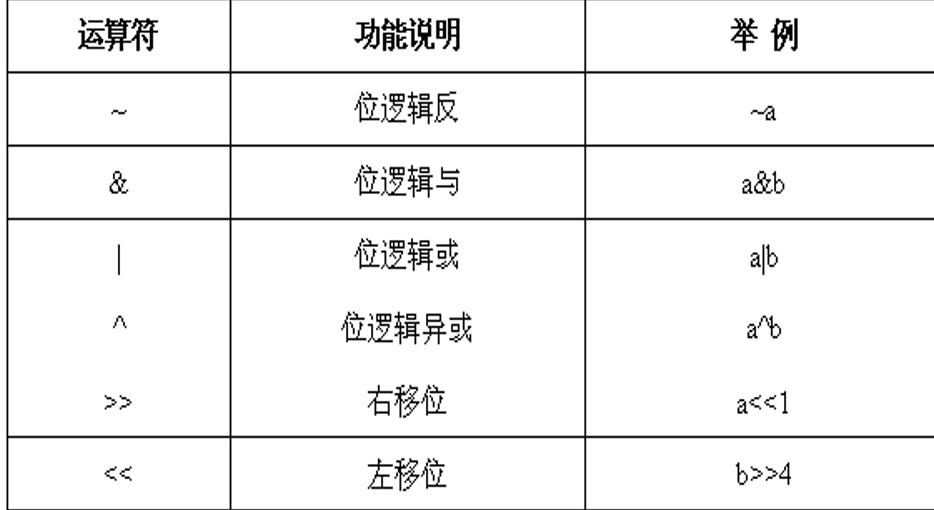 运算符 功能说明 举 例
~ 位逻辑反 ~a
& 位逻辑与 a&b
| 位逻辑或 a|b
^ 位逻辑异或 a^b
>> 右移位 a<<1
<< 左移位 b>>4